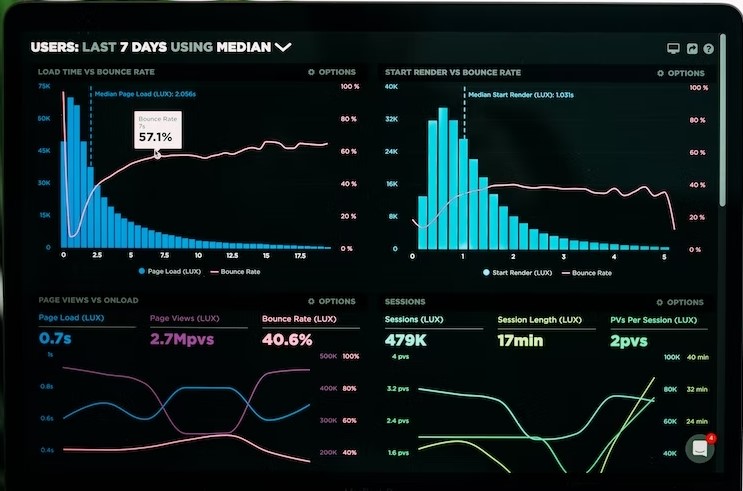 USERS: LAST 7 DAYS USING MEDIAN
LOAD TIME VS BOUNCE RATE
OPTIONS
75K
100 %
Median Page Load (LUX): 2.056s
60K
80 %
Bounce Rate
7s
57.1%
45K
60 %
30K
40 %
15K
20 %
0
0 %
0 2.5 5 7.5 10 12.5 15 17.5
Page Load (LUX) Bounce Rate
START RENDER VS BOUNCE RATE
OPTIONS
40K
100 %
Median Start Render (LUX): 1.031s
32K
80 %
24K
60 %
16K
40 %
8K
20 %
0
0 %
0 1 2 3 4 5
Start Render (LUX) Bounce Rate
PAGE VIEWS VS ONLOAD
OPTIONS
Page Load (LUX)
0.7s
Page Views (LUX)
2.7Mpvs
Bounce Rate (LUX)
40.6%
1s
500K 100%
0.8s
400K 80%
0.6s
300K 60%
0.4s
200K 40%
SESSIONS
OPTIONS
Sessions (LUX)
479K
Session Length (LUX)
17min
PVs Per Session (LUX)
2pvs
4 pvs
100K 40 min
3.2 pvs
80K 32 min
2.4 pvs
60K 24 min
1.6 pvs
40K
4